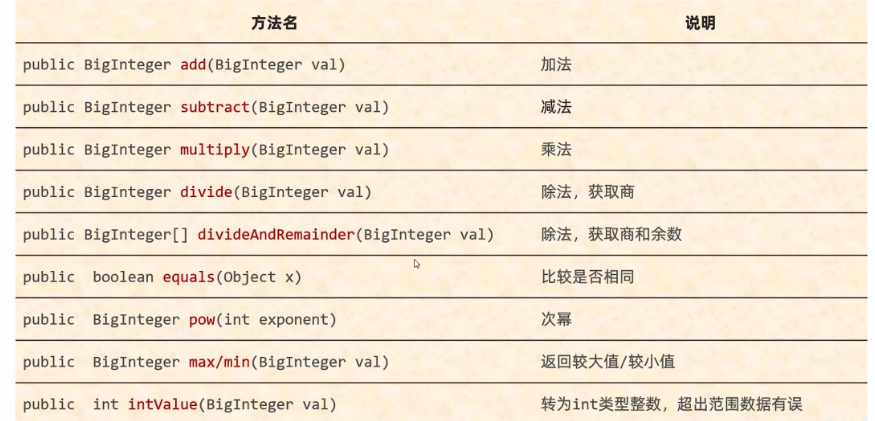 方法名 说明
public BigInteger add(BigInteger val) 加法
public BigInteger subtract(BigInteger val) 减法
public BigInteger multiply(BigInteger val) 乘法
public BigInteger divide(BigInteger val) 除法，获取商
public BigInteger[] divideAndRemainder(BigInteger val) 除法，获取商和余数
public boolean equals(Object x) 比较是否相同
public BigInteger pow(int exponent) 次幂
public BigInteger max/min(BigInteger val) 返回较大值/较小值
public int intValue(BigInteger val) 转为int类型整数，超出范围数据有误